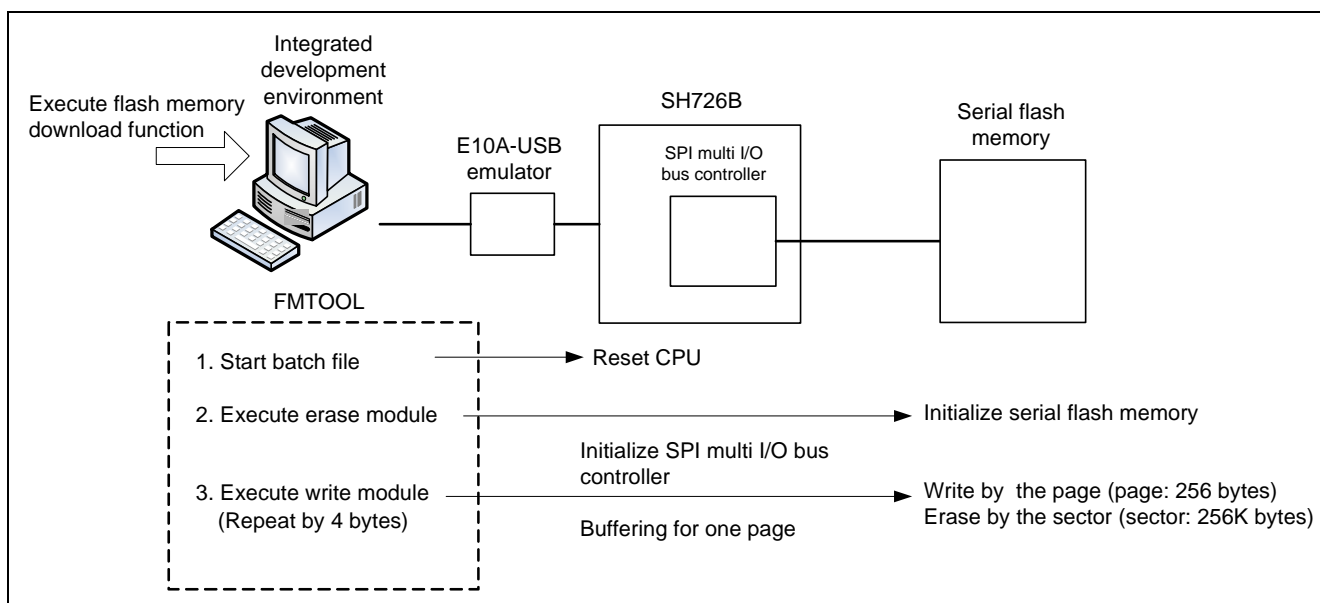 Integrated
development
environment
Execute flash memory
download function
E10A-USB
emulator
SH726B
SPI multi I/O
bus controller
Serial flash
memory
FMTOOL
1. Start batch file
Reset CPU
2. Execute erase module
Initialize serial flash memory
Initialize SPI multi I/O bus
controller
3. Execute write module
(Repeat by 4 bytes)
Buffering for one page
Write by the page (page: 256 bytes)
Erase by the sector (sector: 256K bytes)